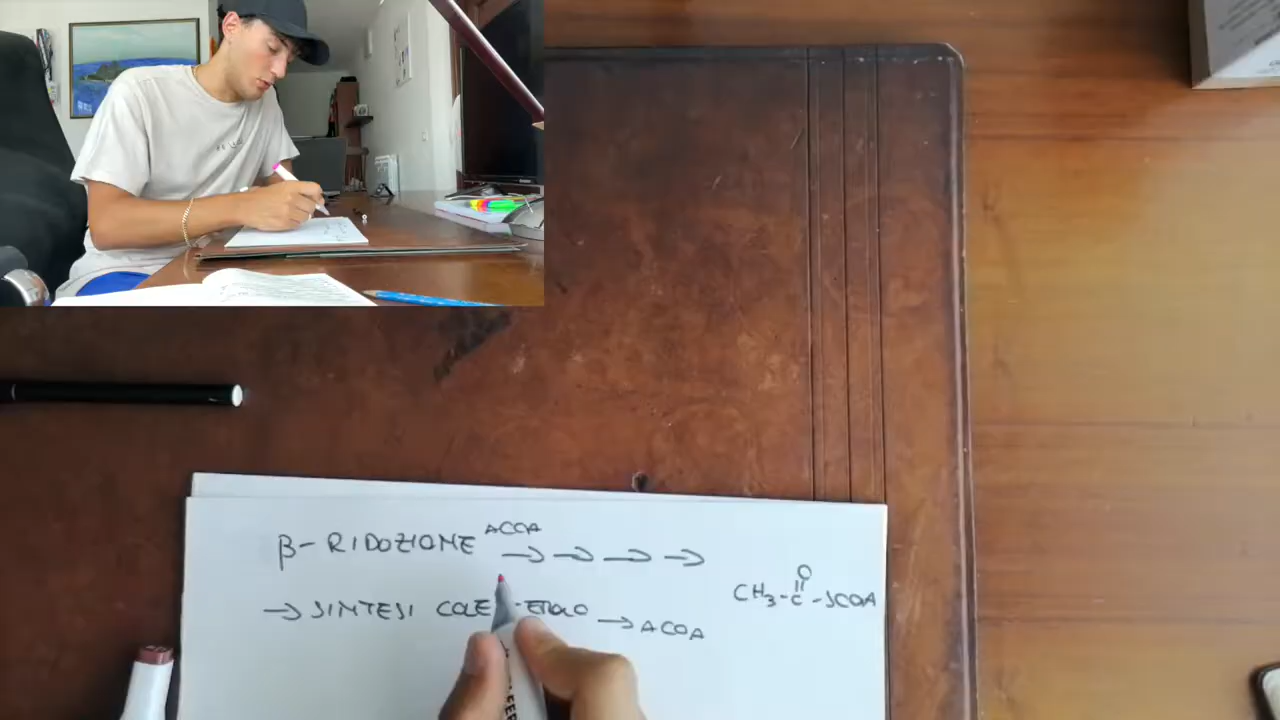 β- RIDUZIONE ACOA → → → →
CH₃-C-SCOA
O
→ SINTESI COLE -EROLO → ACOA